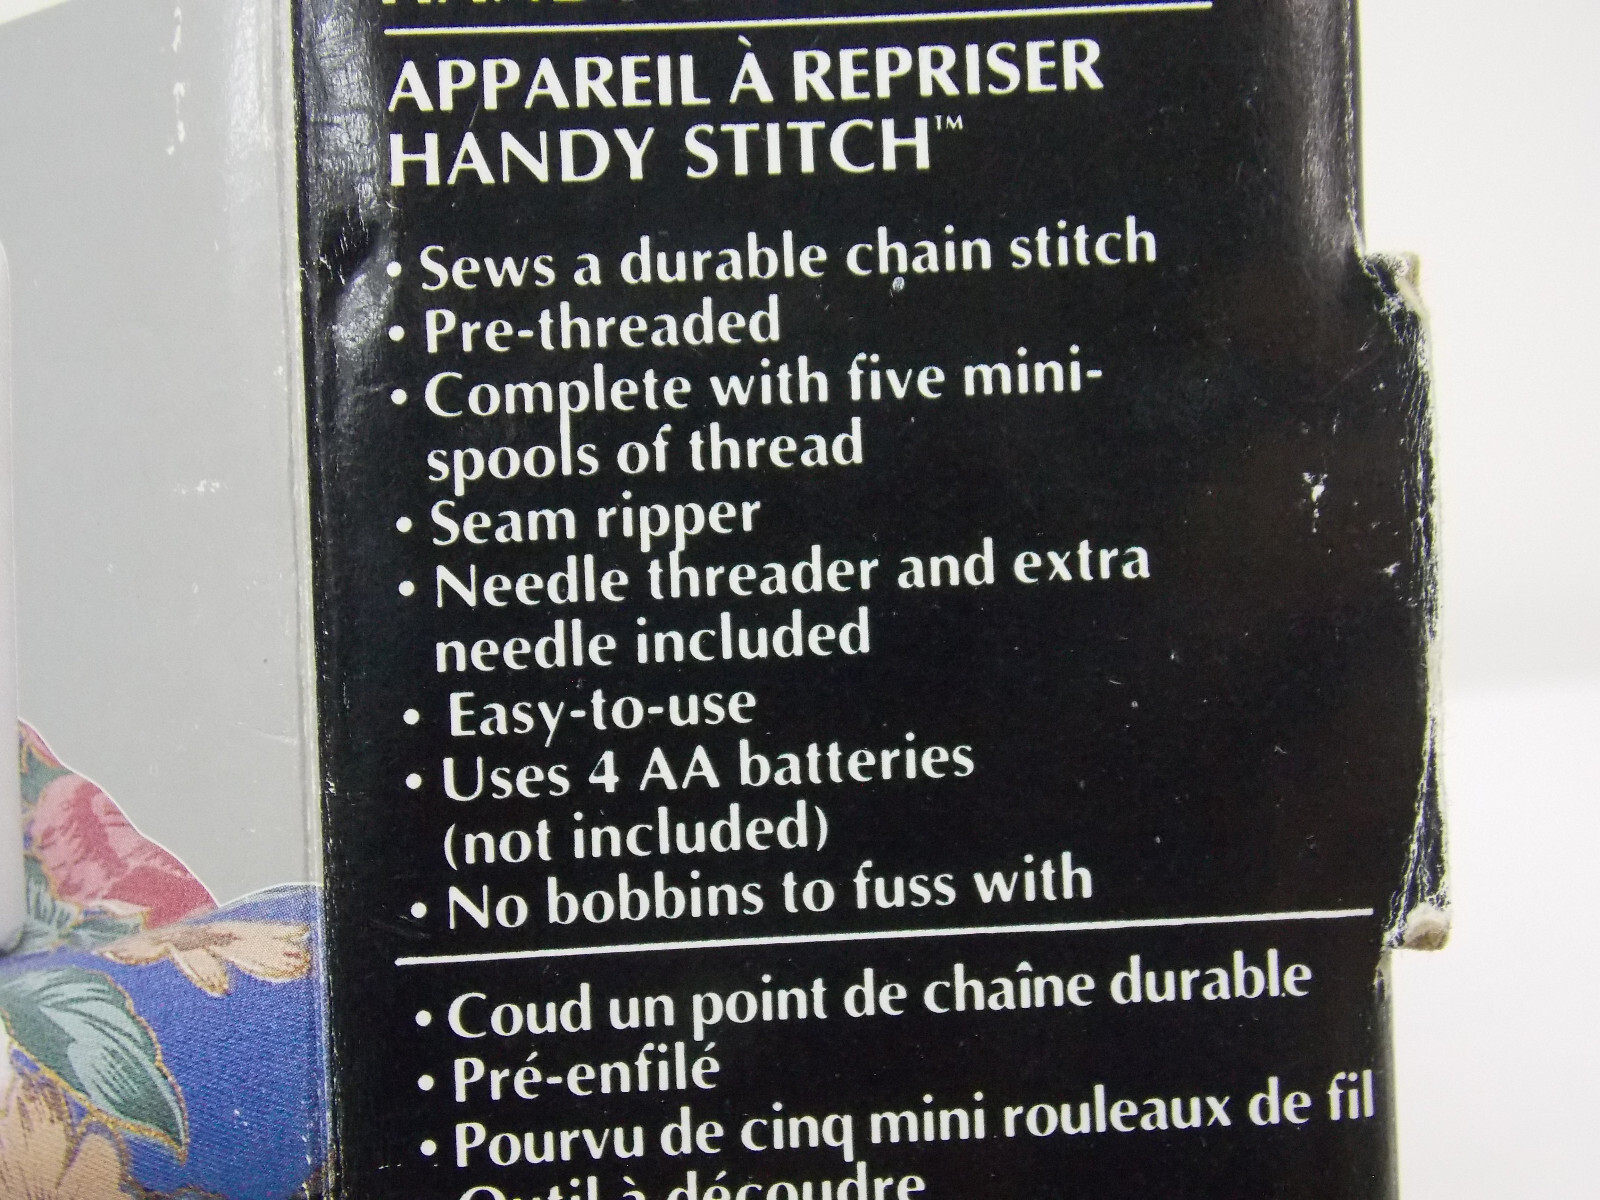 APPAREIL À REPRISER
HANDY STITCH™
• Sews a durable chain stitch
• Pre-threaded
• Complete with five mini-
spools of thread
• Seam ripper
• Needle threader and extra
needle included
• Easy-to-use
• Uses 4 AA batteries
(not included)
• No bobbins to fuss with
• Coud un point de chaîne durable
• Pré-enfilé
• Pourvu de cinq mini rouleaux de fil
Outil à découdre